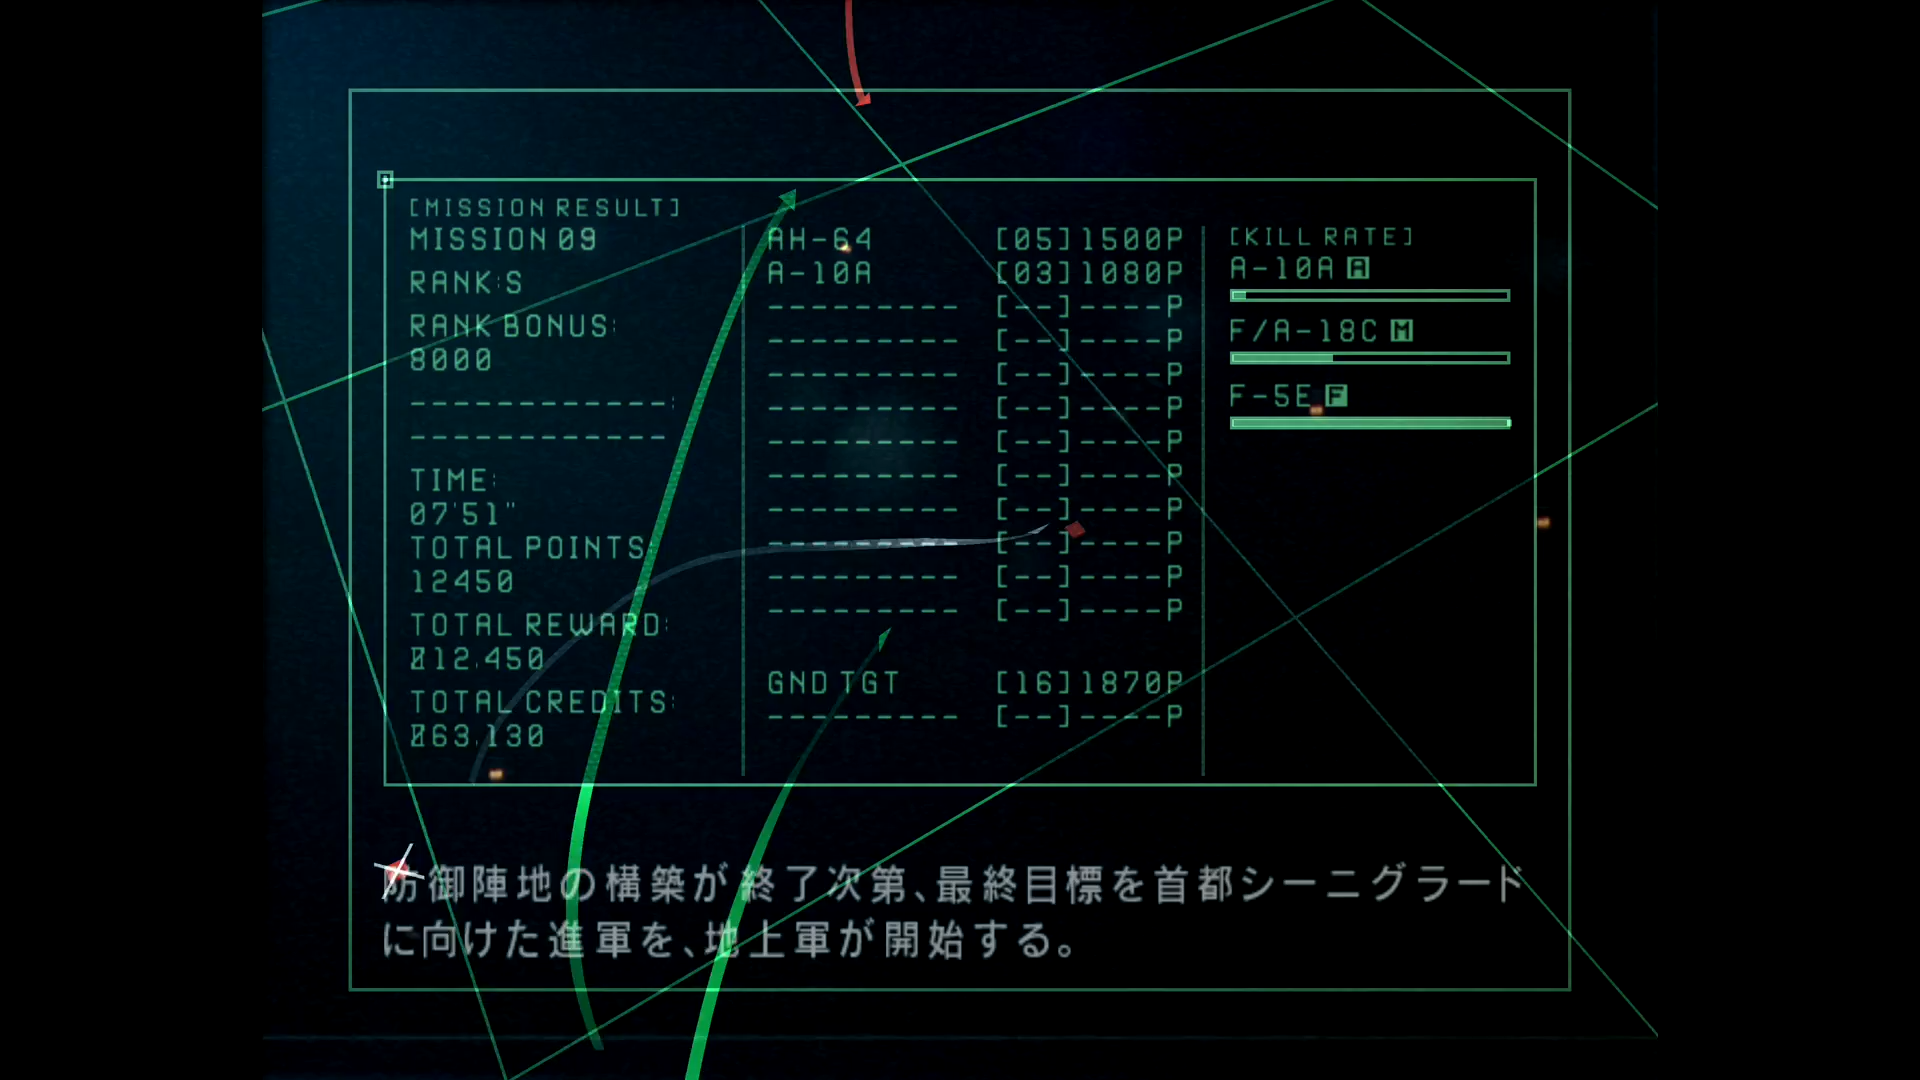 [MISSION RESULT]
MISSION 09
RANK:S
RANK BONUS:
8000
------------:
------------
TIME:
07'51"
TOTAL POINTS
12450
TOTAL REWARD:
Z12,450
TOTAL CREDITS:
Z63,130
AH-64 [05]1500P
A-10A [03]1080P
--------- [--]----P
--------- [--]----P
--------- [--]----P
--------- [--]----P
--------- [--]----P
--------- [--]----P
--------- [--]----P
--------- [--]----P
--------- [--]----P
--------- [--]----P
GND TGT [16]1870P
--------- [--]----P
[KILL RATE]
A-10A A
F/A-18C M
F-5E F
防御陣地の構築が終了次第、最終目標を首都シーニグラード
に向けた進軍を、地上軍が開始する。